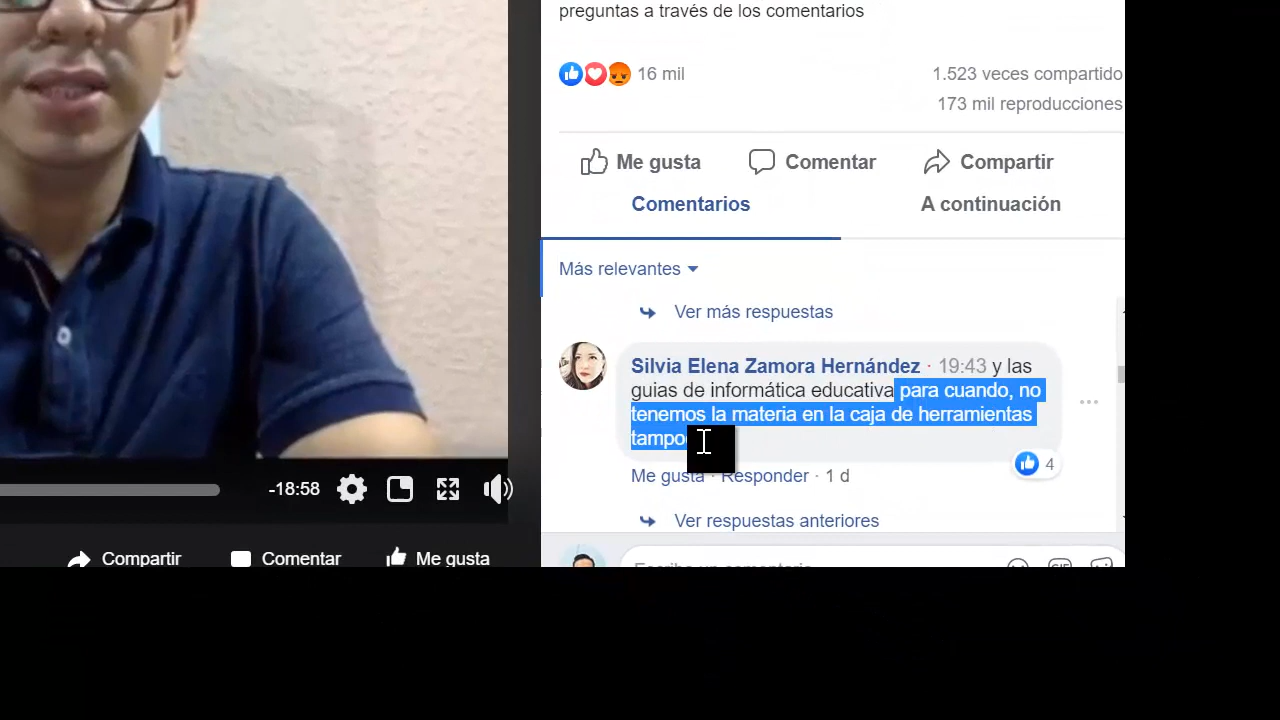 preguntas a través de los comentarios
16 mil
1.523 veces compartido
173 mil reproducciones
Me gusta
Comentar
Compartir
Comentarios
A continuación
Más relevantes
Ver más respuestas
Silvia Elena Zamora Hernández · 19:43 y las
guias de informática educativa para cuando, no
tenemos la materia en la caja de herramientas
4
Me gusta · Responder · 1 d
Ver respuestas anteriores
-18:58
Compartir
Comentar
Me gusta